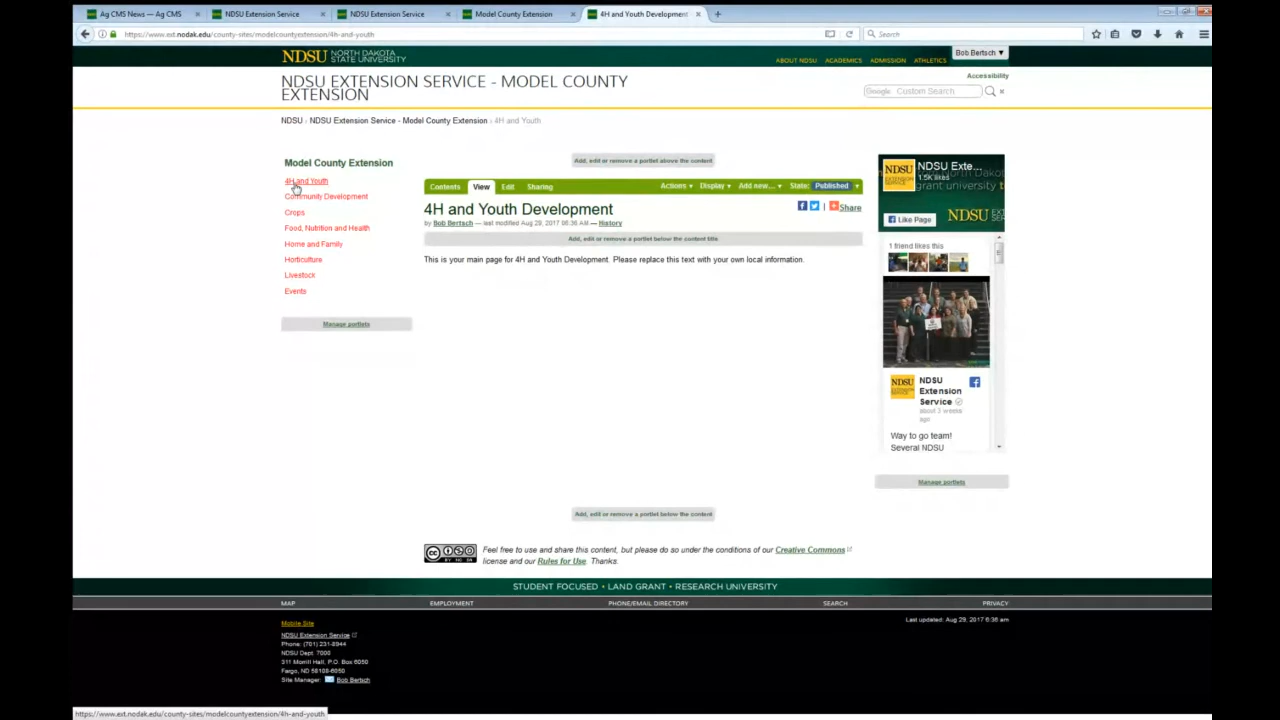 Ag CMS News — Ag CMS
NDSU Extension Service
NDSU Extension Service
Model County Extension
4H and Youth Development
https://www.ext.nodak.edu/county-sites/modelcountyextension/4h-and-youth
Search
NDSU NORTH DAKOTA STATE UNIVERSITY
Bob Bertsch ▼
ABOUT NDSU ACADEMICS ADMISSION ATHLETICS
Accessibility
NDSU EXTENSION SERVICE - MODEL COUNTY
EXTENSION
Google Custom Search
NDSU › NDSU Extension Service - Model County Extension › 4H and Youth
Model County Extension
4H and Youth
Community Development
Crops
Food, Nutrition and Health
Home and Family
Horticulture
Livestock
Events
Manage portlets
Add, edit or remove a portlet above the content
Contents View Edit Sharing Actions ▾ Display ▾ Add new... ▾ State: Published ▾
4H and Youth Development
| Share
by Bob Bertsch — last modified Aug 29, 2017 06:36 AM — History
Add, edit or remove a portlet below the content title
This is your main page for 4H and Youth Development. Please replace this text with your own local information.
Add, edit or remove a portlet below the content
NDSU Exte...
1.5K likes
Like Page
NDSU
1 friend likes this
NDSU
NDSU
Extension
Service
about 3 weeks
ago
Way to go team!
Several NDSU
Manage portlets
Feel free to use and share this content, but please do so under the conditions of our Creative Commons
license and our Rules for Use. Thanks.
STUDENT FOCUSED • LAND GRANT • RESEARCH UNIVERSITY
MAP EMPLOYMENT PHONE/EMAIL DIRECTORY SEARCH PRIVACY
Mobile Site
Last updated: Aug 29, 2017 6:36 am
NDSU Extension Service
Phone: (701) 231-8944
NDSU Dept. 7000
311 Morrill Hall, P.O. Box 6050
Fargo, ND 58108-6050
Site Manager: Bob Bertsch
https://www.ext.nodak.edu/county-sites/modelcountyextension/4h-and-youth